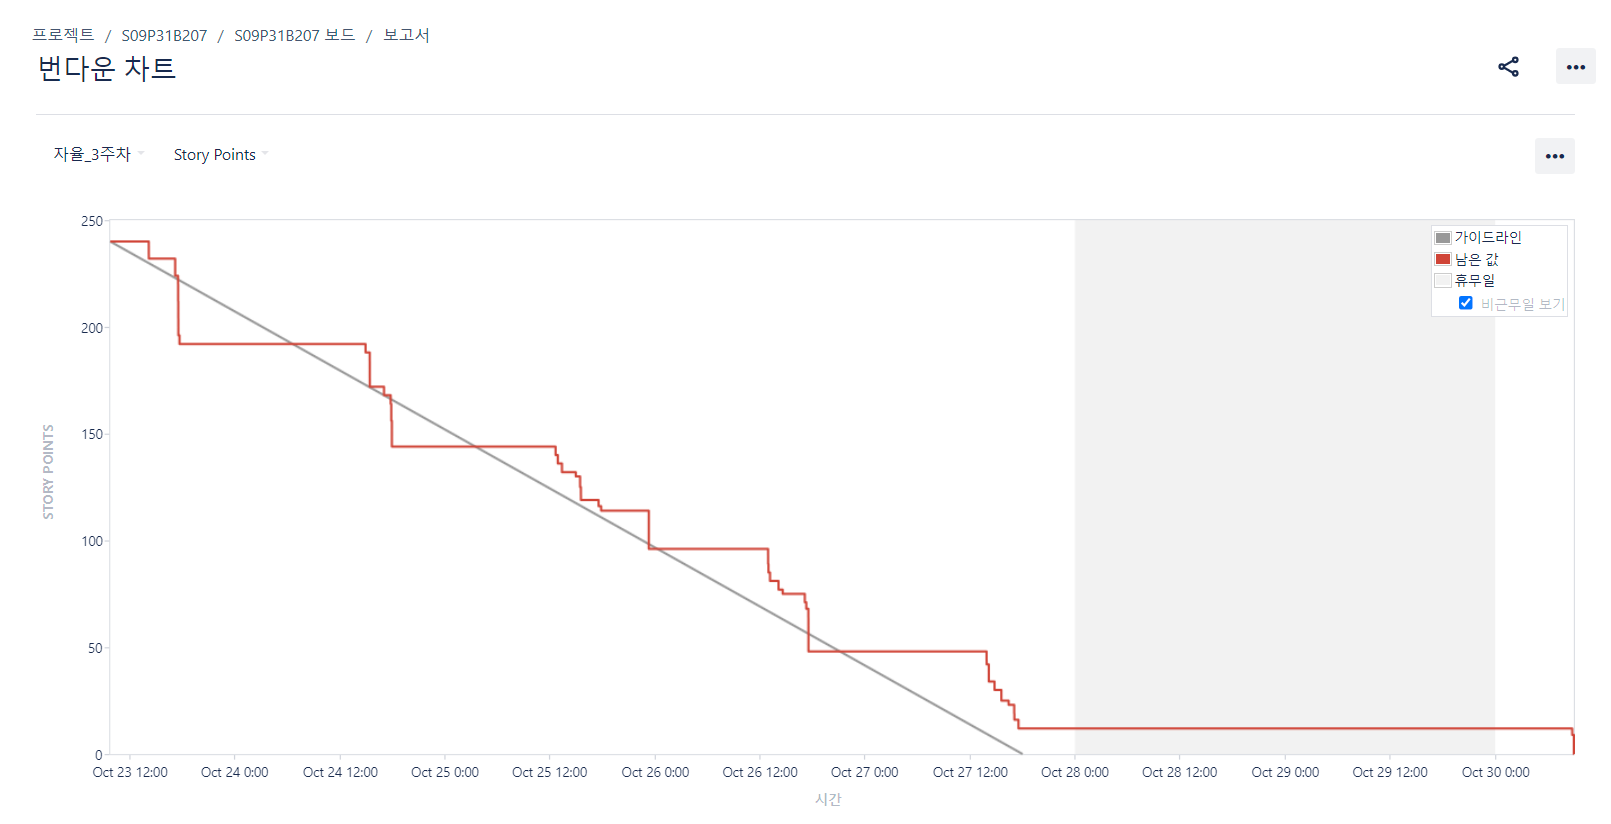 프로젝트 / S09P31B207 / S09P31B207 보드 / 보고서
번다운 차트
자율_3주차 Story Points
250
200
150
100
50
0
STORY POINTS
가이드라인
남은 값
휴무일
비근무일 보기
Oct 23 12:00 Oct 24 0:00 Oct 24 12:00 Oct 25 0:00 Oct 25 12:00 Oct 26 0:00 Oct 26 12:00 Oct 27 0:00 Oct 27 12:00 Oct 28 0:00 Oct 28 12:00 Oct 29 0:00 Oct 29 12:00 Oct 30 0:00
시간